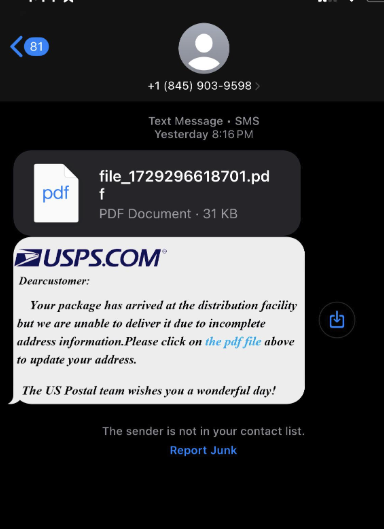 81
+1 (845) 903-9598 >
Text Message • SMS
Yesterday 8:16 PM
file_1729296618701.pd
f
pdf
PDF Document · 31 KB
USPS.COM®
Dearcustomer:
Your package has arrived at the distribution facility
but we are unable to deliver it due to incomplete
address information.Please click on the pdf file above
to update your address.
The US Postal team wishes you a wonderful day!
The sender is not in your contact list.
Report Junk